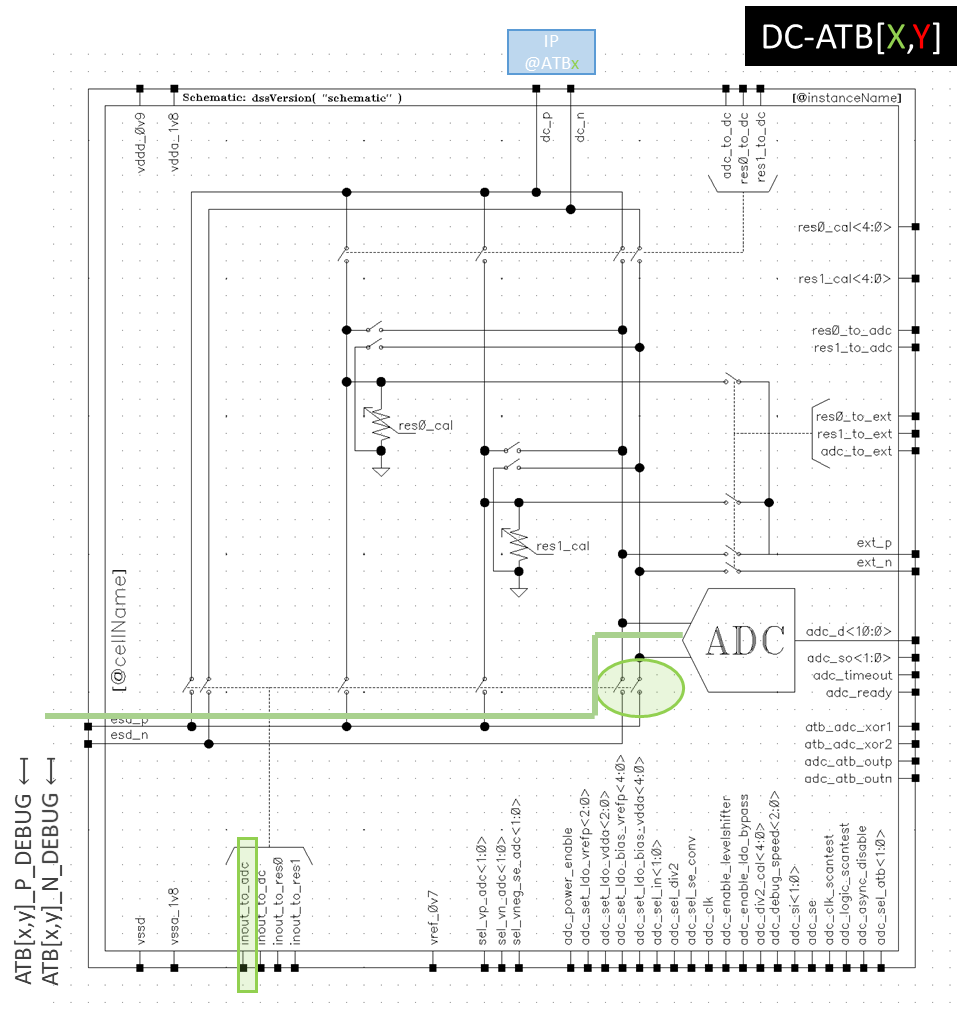 IP
@ATBx
DC-ATB[X,Y]
Schematic: dssVersion( "schematic" )
[@instanceName]
vddd_0v9
vdda_1v8
dc_p
dc_n
adc_to_dc
res0_to_dc
res1_to_dc
res0_cal<4:0>
res1_cal<4:0>
res0_to_adc
res1_to_adc
res0_cal
res0_to_ext
res1_to_ext
adc_to_ext
res1_cal
ext_p
ext_n
[@cellName]
ADC
adc_d<10:0>
adc_so<1:0>
adc_timeout
adc_ready
esd_p
esd_n
atb_adc_xor1
atb_adc_xor2
adc_atb_outp
adc_atb_outn
ATB[x,y]_P_DEBUG ←
ATB[x,y]_N_DEBUG ←
vssd
vssa_1v8
inout_to_adc
inout_to_dc
inout_to_res0
inout_to_res1
vref_0v7
sel_vp_adc<1:0>
sel_vn_adc<1:0>
sel_vneg_se_adc<1:0>
adc_power_enable
adc_set_ldo_vrefp<2:0>
adc_set_ldo_vdda<2:0>
adc_set_ldo_bias_vrefp<4:0>
adc_set_ldo_bias_vdda<4:0>
adc_sel_in<1:0>
adc_sel_div2
adc_sel_se_conv
adc_clk
adc_enable_levelshifter
adc_enable_ldo_bypass
adc_div2_cal<4:0>
adc_debug_speed<2:0>
adc_si<1:0>
adc_se
adc_clk_scantest
adc_logic_scantest
adc_async_disable
adc_sel_atb<1:0>